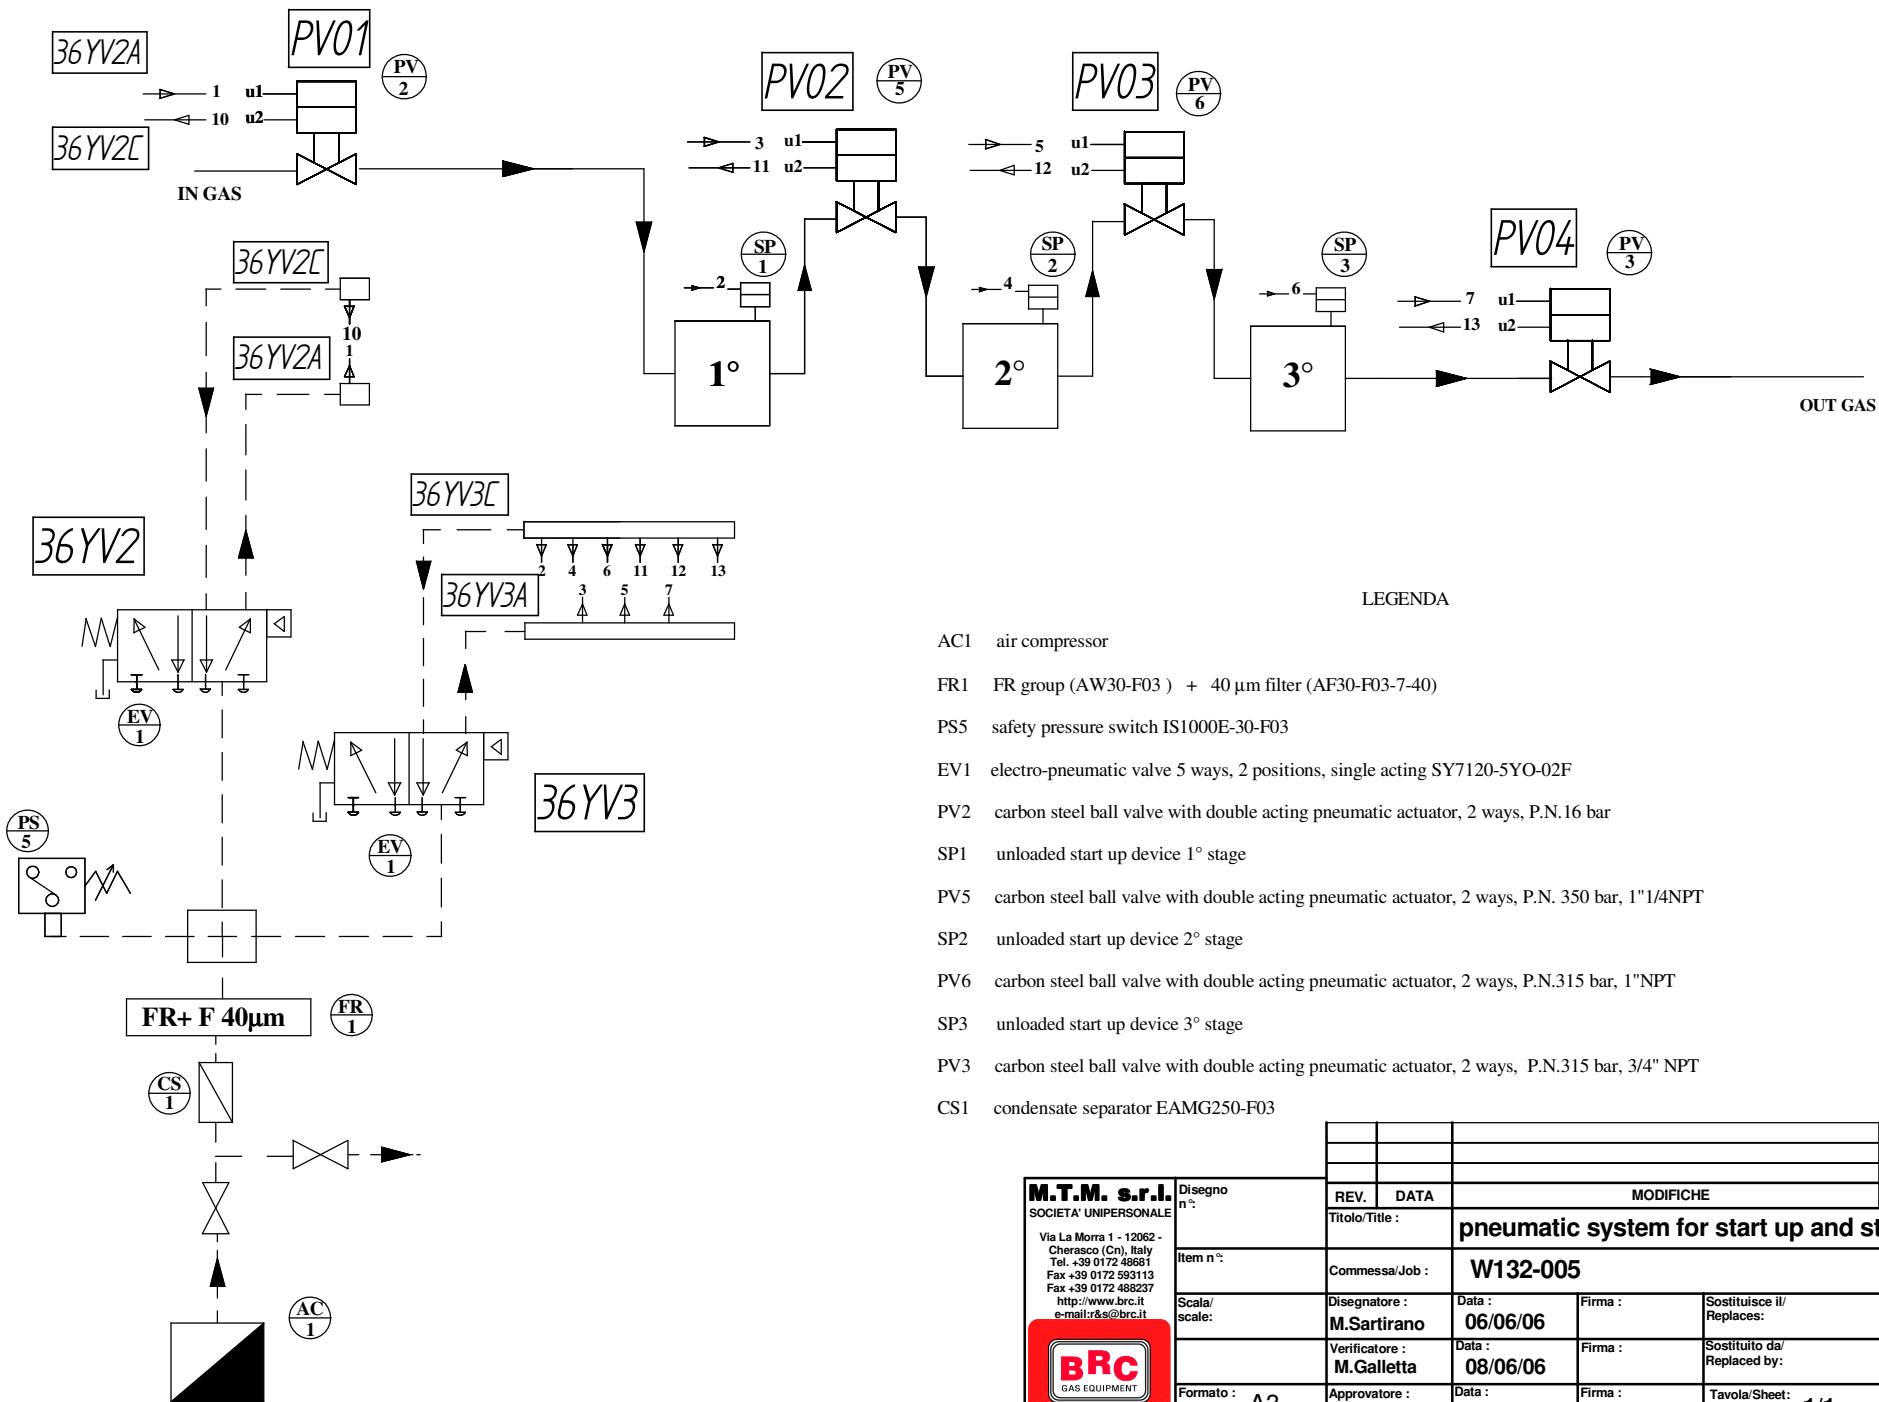 36YV2A
PV01
PV
2
1 u1
10 u2
36YV2C
IN GAS
PV02
PV
5
3 u1
11 u2
PV03
PV
6
5 u1
12 u2
PV04
PV
3
7 u1
13 u2
SP
1
2
1°
SP
2
4
2°
SP
3
6
3°
OUT GAS
36YV2C
10
1
36YV2A
36YV2
EV
1
36YV3C
2 4 6 11 12 13
36YV3A
3 5 7
36YV3
EV
1
PS
5
FR+ F 40µm
FR
1
CS
1
AC
1
LEGENDA
AC1 air compressor
FR1 FR group (AW30-F03 ) + 40 µm filter (AF30-F03-7-40)
PS5 safety pressure switch IS1000E-30-F03
EV1 electro-pneumatic valve 5 ways, 2 positions, single acting SY7120-5YO-02F
PV2 carbon steel ball valve with double acting pneumatic actuator, 2 ways, P.N.16 bar
SP1 unloaded start up device 1° stage
PV5 carbon steel ball valve with double acting pneumatic actuator, 2 ways, P.N. 350 bar, 1"1/4NPT
SP2 unloaded start up device 2° stage
PV6 carbon steel ball valve with double acting pneumatic actuator, 2 ways, P.N.315 bar, 1"NPT
SP3 unloaded start up device 3° stage
PV3 carbon steel ball valve with double acting pneumatic actuator, 2 ways, P.N.315 bar, 3/4" NPT
CS1 condensate separator EAMG250-F03
M.T.M. s.r.l.
SOCIETA' UNIPERSONALE
Via La Morra 1 - 12062 -
Cherasco (Cn), Italy
Tel. +39 0172 48681
Fax +39 0172 593113
Fax +39 0172 488237
http://www.brc.it
e-mail:r&s@brc.it
BRC
GAS EQUIPMENT
Disegno
n°:
Item n°:
Scala/
scale:
Formato :
REV. DATA MODIFICHE
Titolo/Title :
pneumatic system for start up and st
Commessa/Job : W132-005
Disegnatore :
M.Sartirano
Data :
06/06/06
Firma :
Sostituisce il/
Replaces:
Verificatore :
M.Galletta
Data :
08/06/06
Firma :
Sostituito da/
Replaced by:
Approvatore :
Data :
Firma :
Tavola/Sheet: